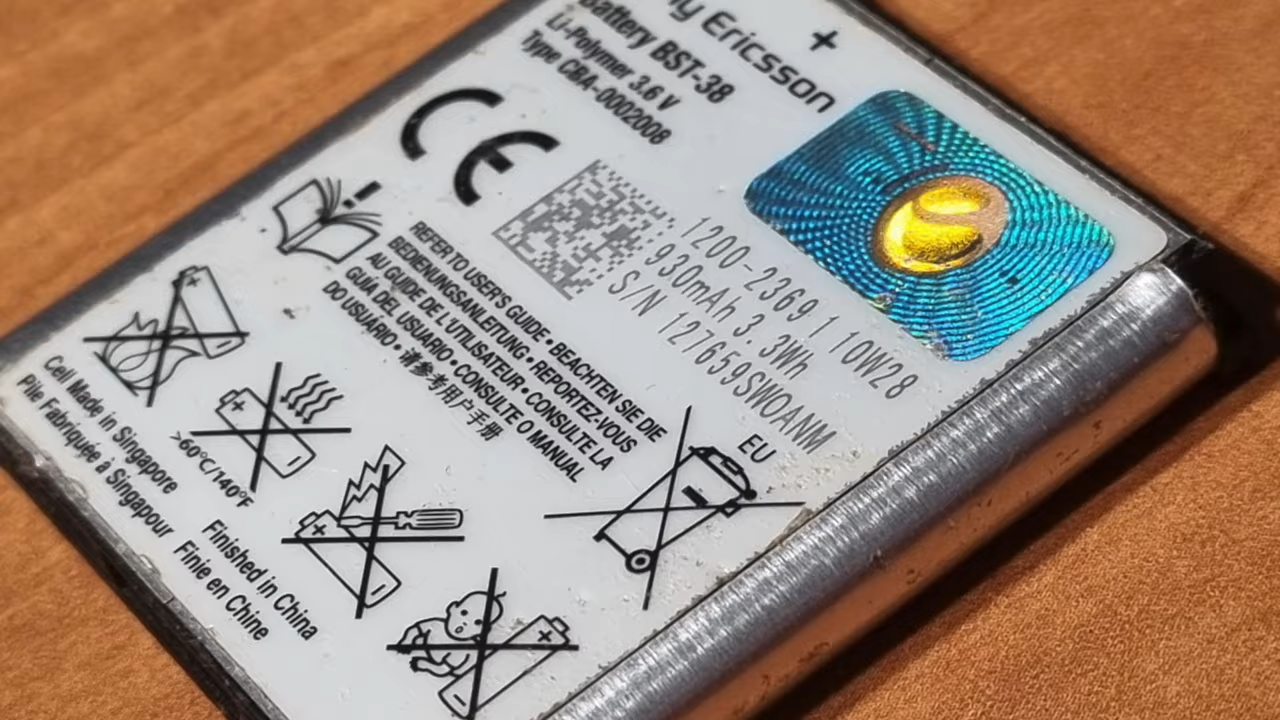 Ericsson
+
Battery BST-38
Li-Polymer 3.6 V
Type CBA-0002008
CE
1200-2369 1 10W28
930mAh 3.3Wh
S/N 127659SWOANM
REFER TO USER'S GUIDE • BEACHTEN SIE DIE
BEDIENUNGSANLEITUNG • REPORTEZ-VOUS
AU GUIDE DE L'UTILISATEUR • CONSULTE LA
GUIA DEL USUARIO • CONSULTE O MANUAL
DO USUARIO • 请参考用户手册
EU
>60°C/140°F
Cell Made in Singapore
Pile Fabriquée à Singapour
Finished in China
Finie en Chine